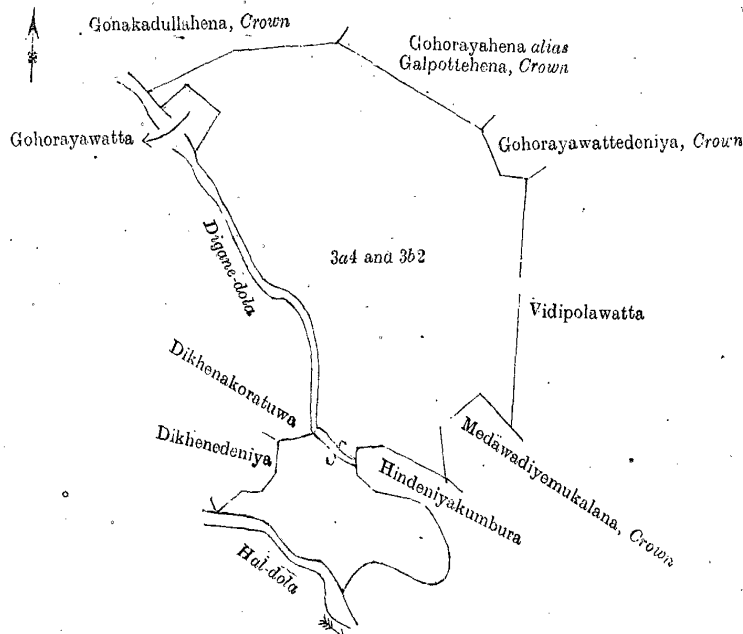 Gonakadullahena, Crown
Gohorayahena alias
Galpottehena, Crown
Gohorayawatta
Gohorayawattedeniya, Crown
Digane-dola
3a4 and 3b2
Vidipolawatta
Dikhenakoratuwa
Dikhenedeniya
Hindeniyakumbura
Medawadiyemukalana, Crown
Hal-dola